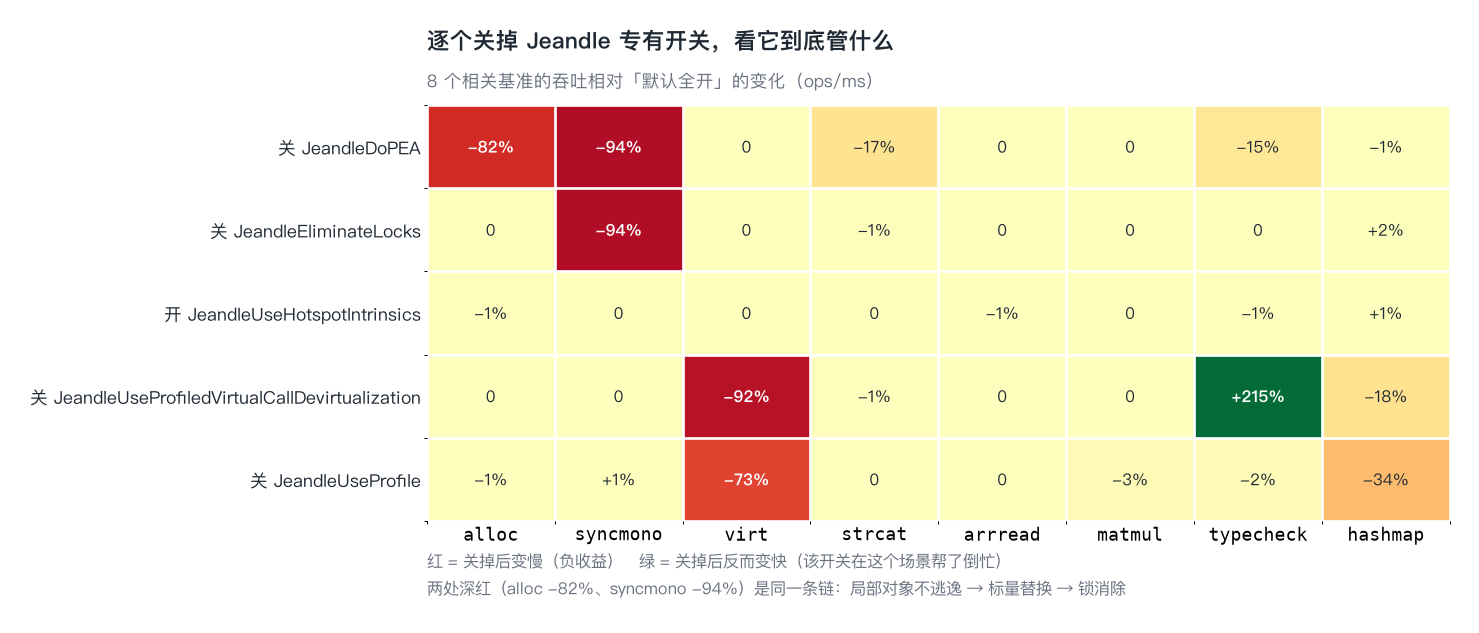 逐个关掉 Jeandle 专有开关，看它到底管什么
8 个相关基准的吞吐相对「默认全开」的变化（ops/ms）
关 JeandleDoPEA −82% −94% 0 −17% 0 0 −15% −1%
关 JeandleEliminateLocks 0 −94% 0 −1% 0 0 0 +2%
开 JeandleUseHotspotIntrinsics −1% 0 0 0 −1% 0 −1% +1%
关 JeandleUseProfiledVirtualCallDevirtualization 0 0 −92% −1% 0 0 +215% −18%
关 JeandleUseProfile −1% +1% −73% 0 0 −3% −2% −34%
alloc syncmono virt strcat arrread matmul typecheck hashmap
红 = 关掉后变慢（负收益） 绿 = 关掉后反而变快（该开关在这个场景帮了倒忙）
两处深红（alloc −82%、syncmono −94%）是同一条链：局部对象不逃逸 → 标量替换 → 锁消除